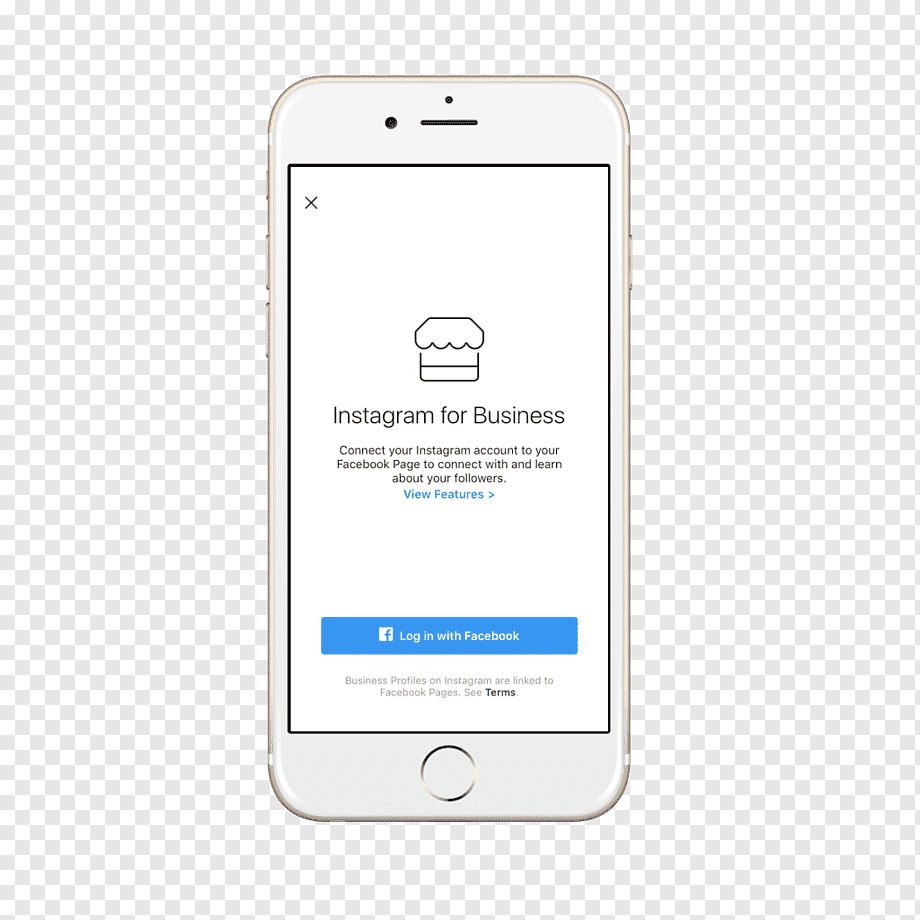 Instagram for Business
Connect your Instagram account to your
Facebook Page to connect with and learn
about your followers.
View Features >
Log in with Facebook
Business Profiles on Instagram are linked to
Facebook Pages. See Terms.